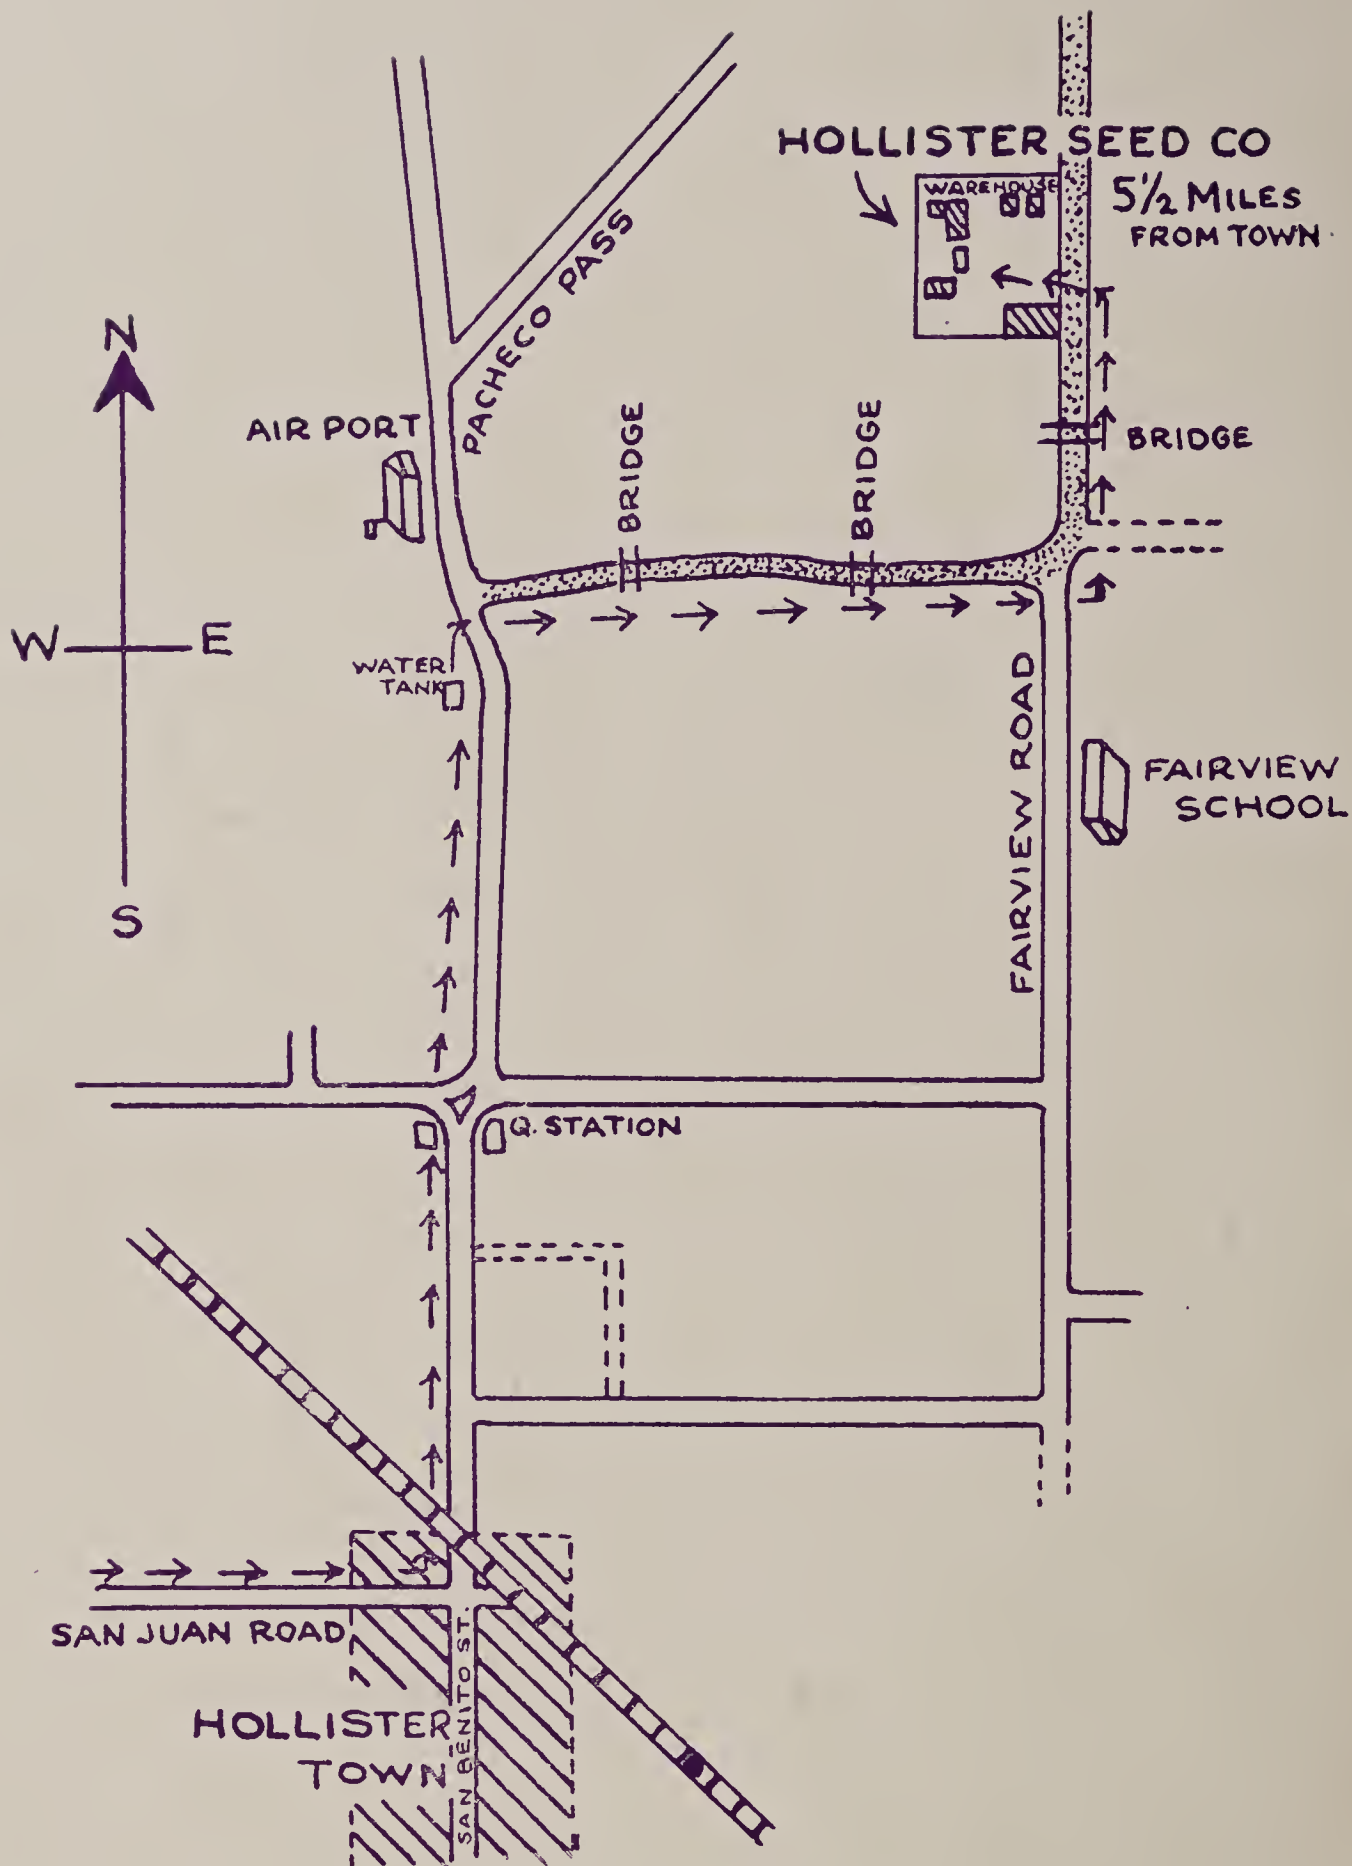 HOLLISTER SEED CO
WAREHOUSE
5½ MILES
FROM TOWN
PACHECO PASS
N
AIR PORT
BRIDGE
BRIDGE
BRIDGE
W
E
WATER
TANK
FAIRVIEW ROAD
FAIRVIEW
SCHOOL
S
Q. STATION
SAN JUAN ROAD
HOLLISTER
TOWN
SAN BENITO ST.